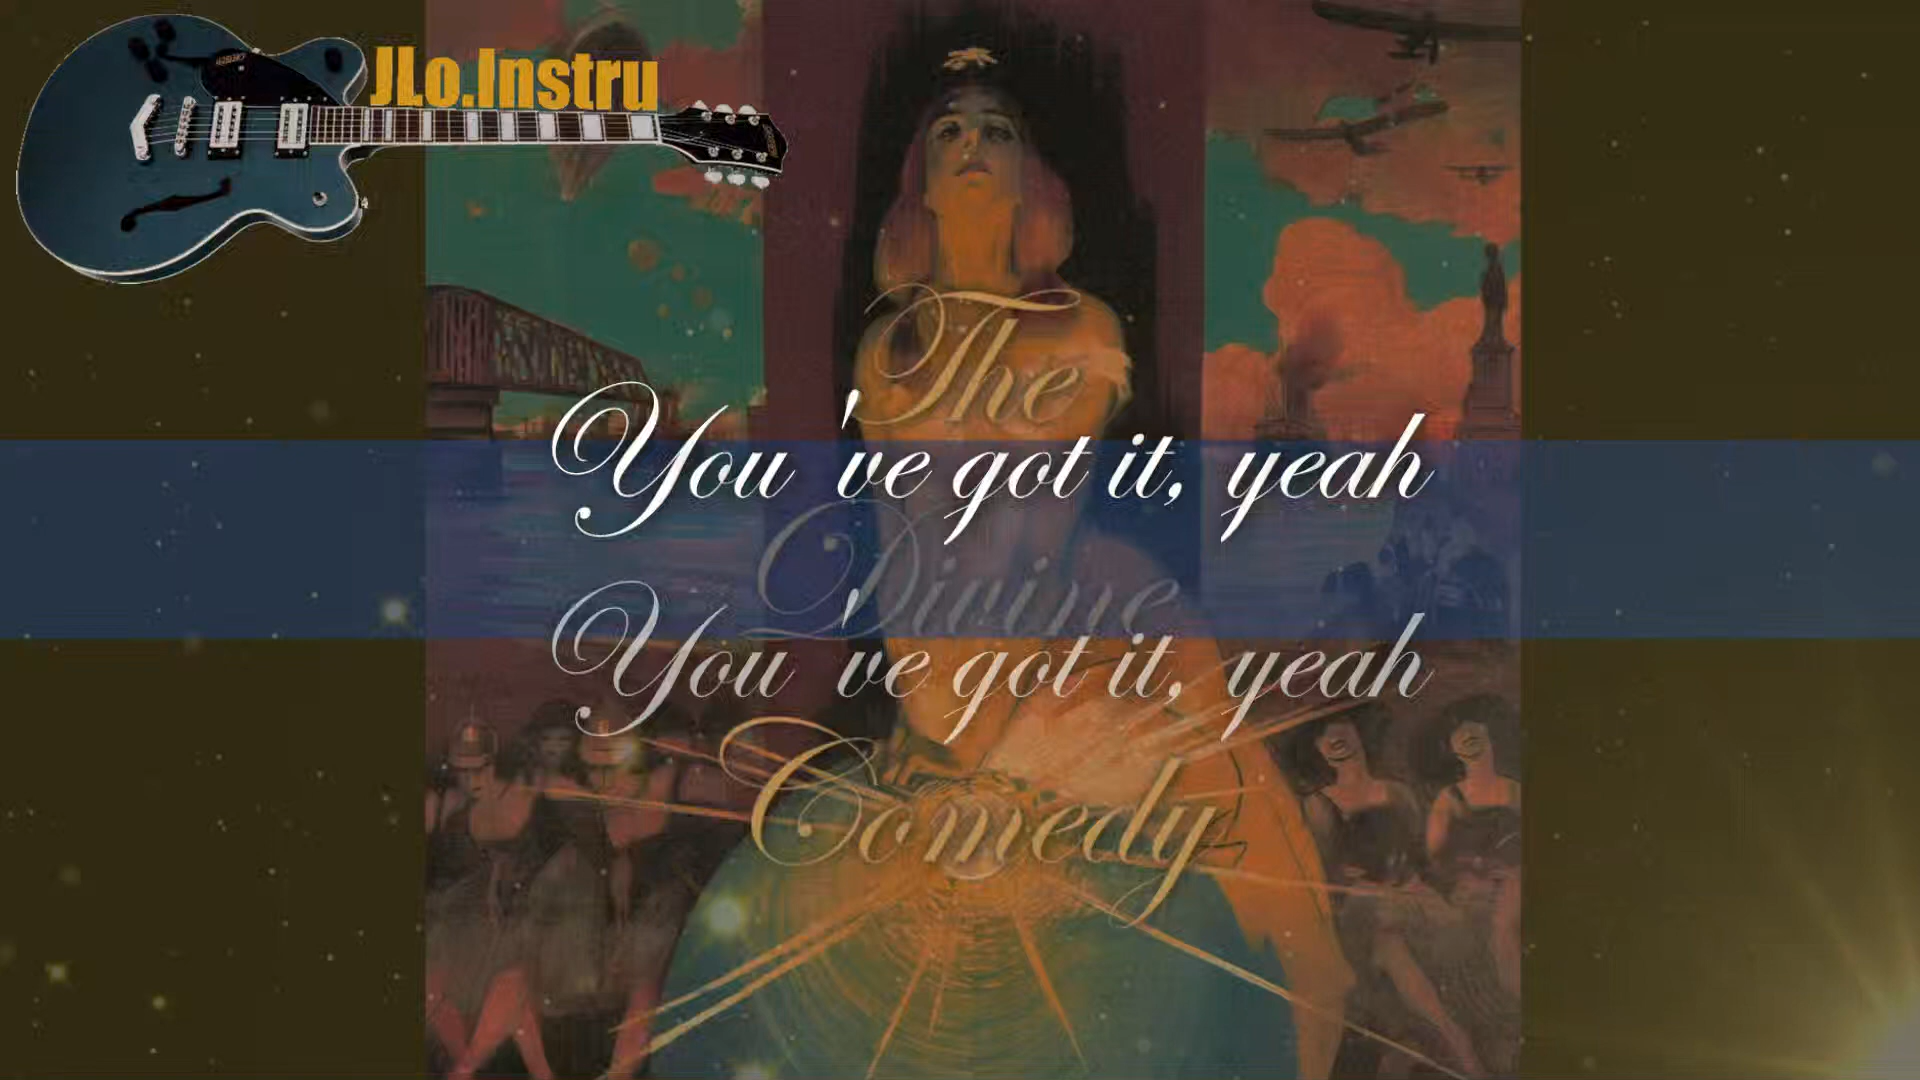 JLo.Instru
The
You've got it, yeah
Divine
You've got it, yeah
Comedy